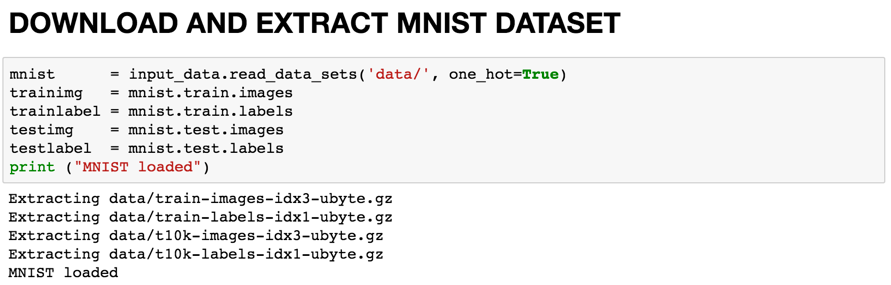 DOWNLOAD AND EXTRACT MNIST DATASET
mnist      = input_data.read_data_sets('data/', one_hot=True)
trainimg   = mnist.train.images
trainlabel = mnist.train.labels
testimg    = mnist.test.images
testlabel  = mnist.test.labels
print ("MNIST loaded")
Extracting data/train-images-idx3-ubyte.gz
Extracting data/train-labels-idx1-ubyte.gz
Extracting data/t10k-images-idx3-ubyte.gz
Extracting data/t10k-labels-idx1-ubyte.gz
MNIST loaded